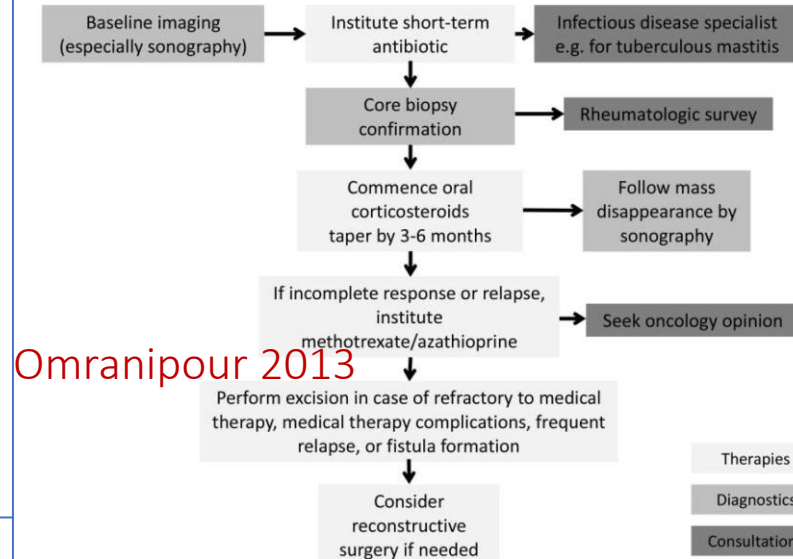 Baseline imaging
(especially sonography)
Institute short-term
antibiotic
Infectious disease specialist
e.g. for tuberculous mastitis
Core biopsy
confirmation
Rheumatologic survey
Commence oral
corticosteroids
taper by 3-6 months
Follow mass
disappearance by
sonography
If incomplete response or relapse,
institute
methotrexate/azathioprine
Seek oncology opinion
Omranipour 2013
Perform excision in case of refractory to medical
therapy, medical therapy complications, frequent
relapse, or fistula formation
Consider
reconstructive
surgery if needed
Therapies
Diagnostics
Consultation